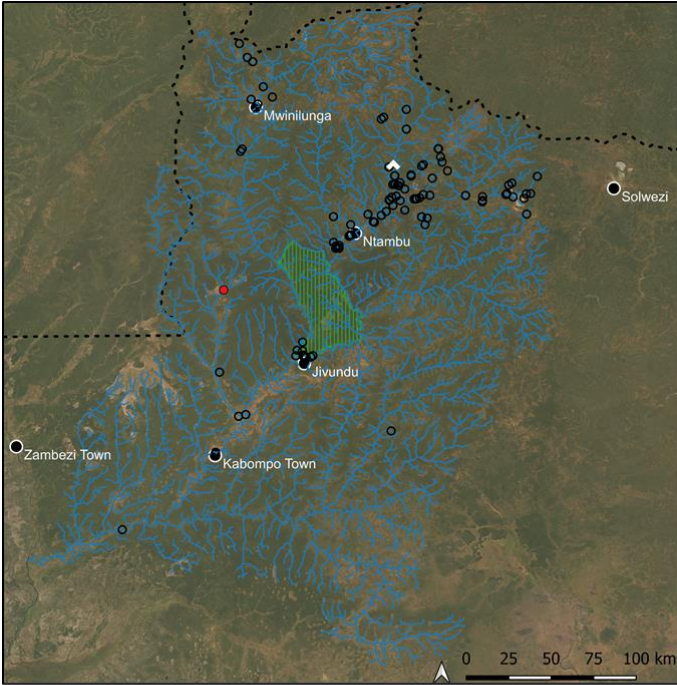 Mwinilunga
Solwezi
Ntambu
Jivundu
Zambezi Town
Kabompo Town
0 25 50 75 100 km